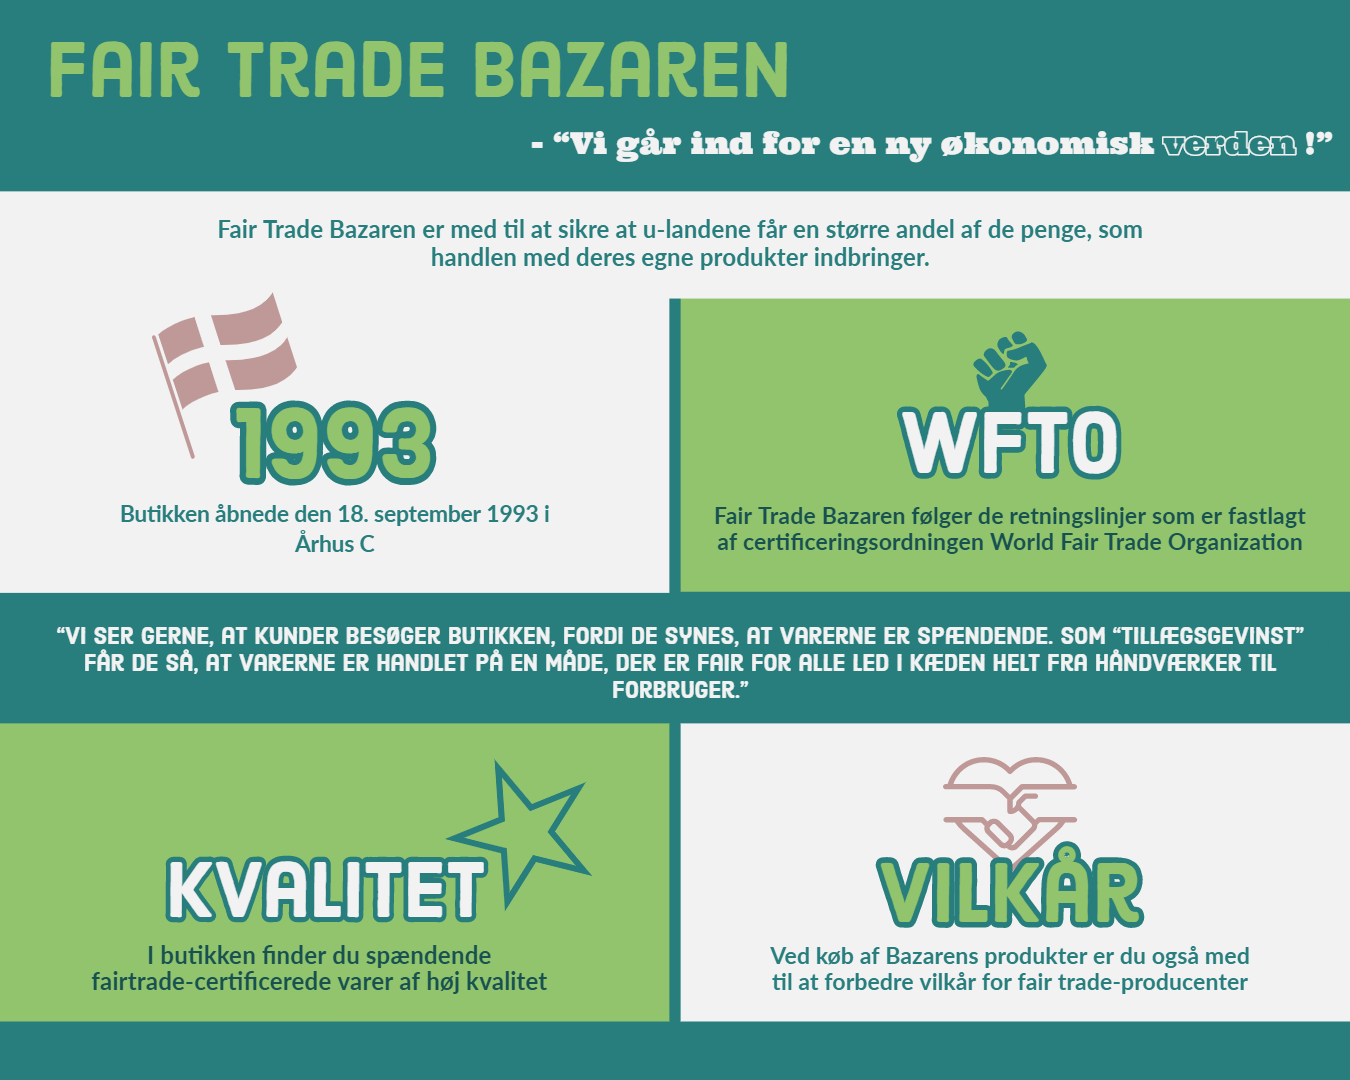 FAIR TRADE BAZAREN
- “Vi går ind for en ny økonomisk verden !”
Fair Trade Bazaren er med til at sikre at u-landene får en større andel af de penge, som
handlen med deres egne produkter indbringer.
1993
Butikken åbnede den 18. september 1993 i
Århus C
WFTO
Fair Trade Bazaren følger de retningslinjer som er fastlagt
af certificeringsordningen World Fair Trade Organization
“VI SER GERNE, AT KUNDER BESØGER BUTIKKEN, FORDI DE SYNES, AT VARERNE ER SPÆNDENDE. SOM “TILLÆGSGEVINST”
FÅR DE SÅ, AT VARERNE ER HANDLET PÅ EN MÅDE, DER ER FAIR FOR ALLE LED I KÆDEN HELT FRA HÅNDVÆRKER TIL
FORBRUGER.”
KVALITET
I butikken finder du spændende
fairtrade-certificerede varer af høj kvalitet
VILKÅR
Ved køb af Bazarens produkter er du også med
til at forbedre vilkår for fair trade-producenter